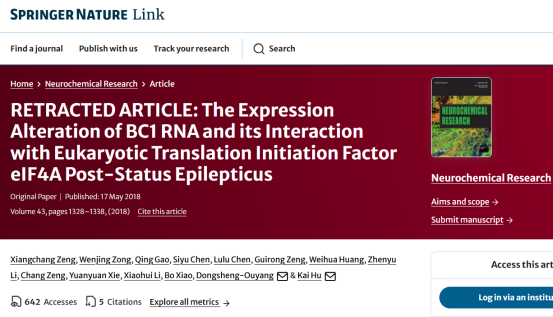 SPRINGER NATURE Link
Find a journal Publish with us Track your research Search
Home > Neurochemical Research > Article
RETRACTED ARTICLE: The Expression
Alteration of BC1 RNA and its Interaction
with Eukaryotic Translation Initiation Factor
eIF4A Post-Status Epilepticus
Original Paper | Published: 17 May 2018
Volume 43, pages 1328–1338, (2018) Cite this article
NEUROCHEMICAL
RESEARCH
Neurochemical Research
Aims and scope →
Submit manuscript →
Xiangchang Zeng, Wenjing Zong, Qing Gao, Siyu Chen, Lulu Chen, Guirong Zeng, Weihua Huang, Zhenyu
Li, Chang Zeng, Yuanyuan Xie, Xiaohui Li, Bo Xiao, Dongsheng-Ouyang & Kai Hu
642 Accesses 5 Citations Explore all metrics →
Access this art
Log in via an institu